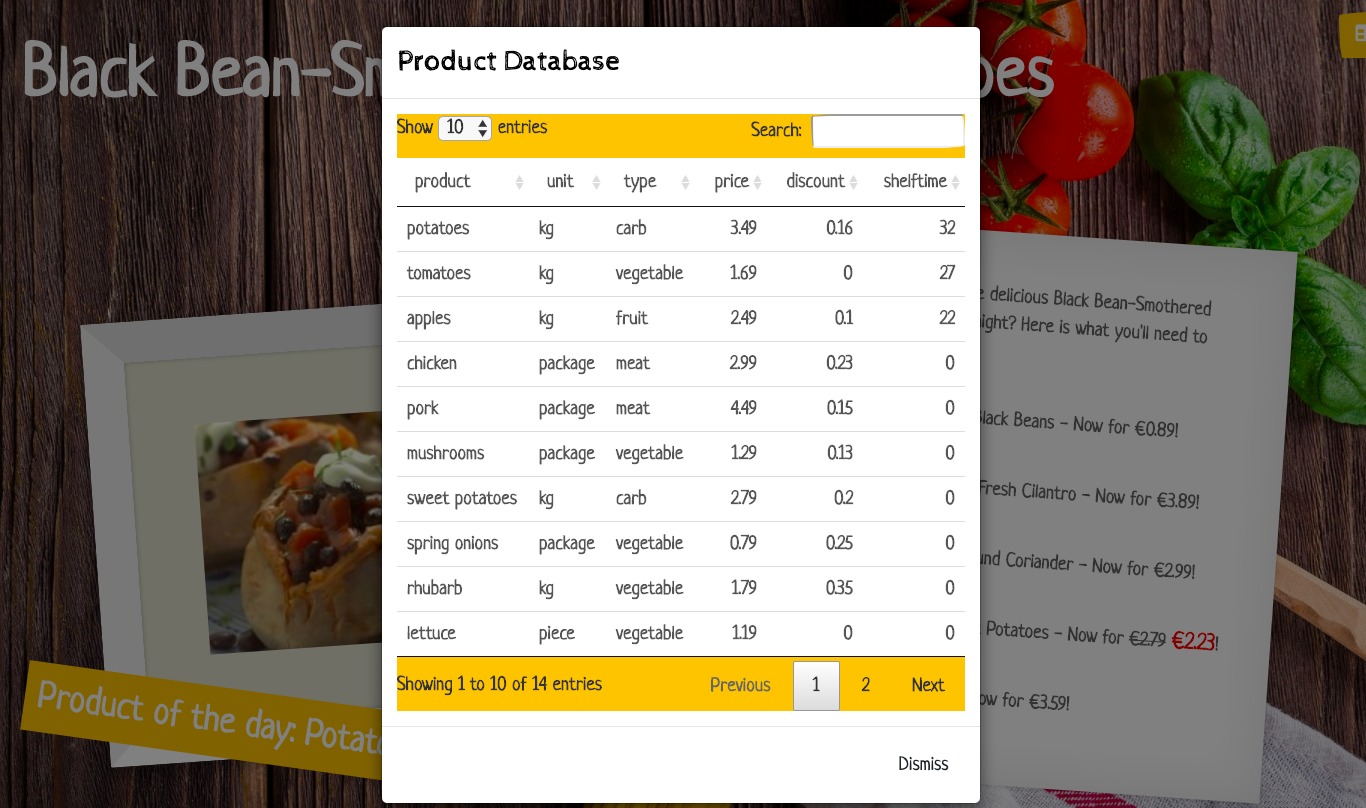 Black Bean-Sm
oes
B
Product Database
Show 10 entries
Search:
product unit type price discount shelftime
potatoes kg carb 3.49 0.16 32
tomatoes kg vegetable 1.69 0 27
apples kg fruit 2.49 0.1 22
chicken package meat 2.99 0.23 0
pork package meat 4.49 0.15 0
mushrooms package vegetable 1.29 0.13 0
sweet potatoes kg carb 2.79 0.2 0
spring onions package vegetable 0.79 0.25 0
rhubarb kg vegetable 1.79 0.35 0
lettuce piece vegetable 1.19 0 0
Showing 1 to 10 of 14 entries
Previous 1 2 Next
Dismiss
delicious Black Bean-Smothered
ight? Here is what you'll need to
Black Beans - Now for €0.89!
Fresh Cilantro - Now for €3.89!
und Coriander - Now for €2.99!
Potatoes - Now for €2.79 €2.23!
ow for €3.59!
Product of the day: Potato